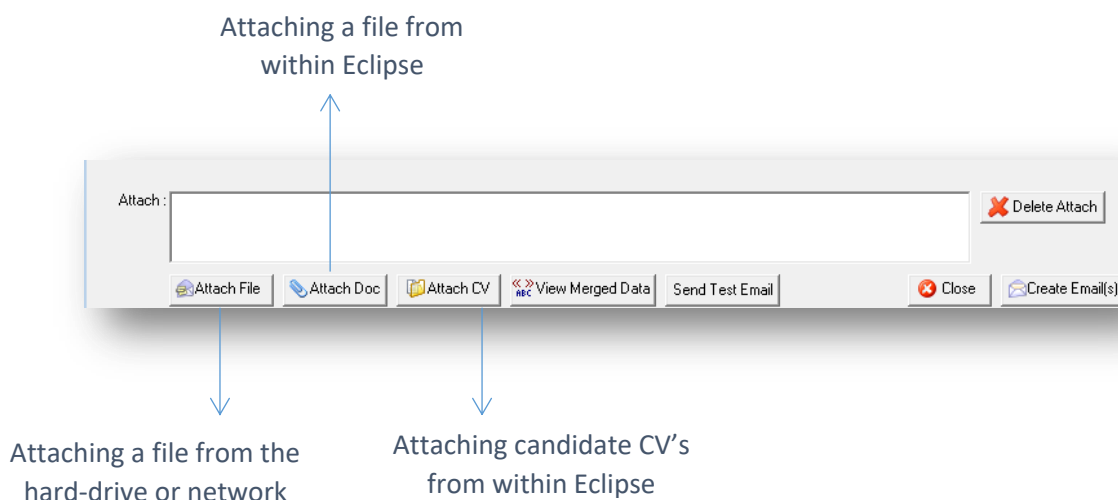 Attaching a file from
within Eclipse
Attach :
Delete Attach
Attach File Attach Doc Attach CV «» ABC View Merged Data Send Test Email Close Create Email(s)
Attaching a file from the
hard-drive or network
Attaching candidate CV's
from within Eclipse